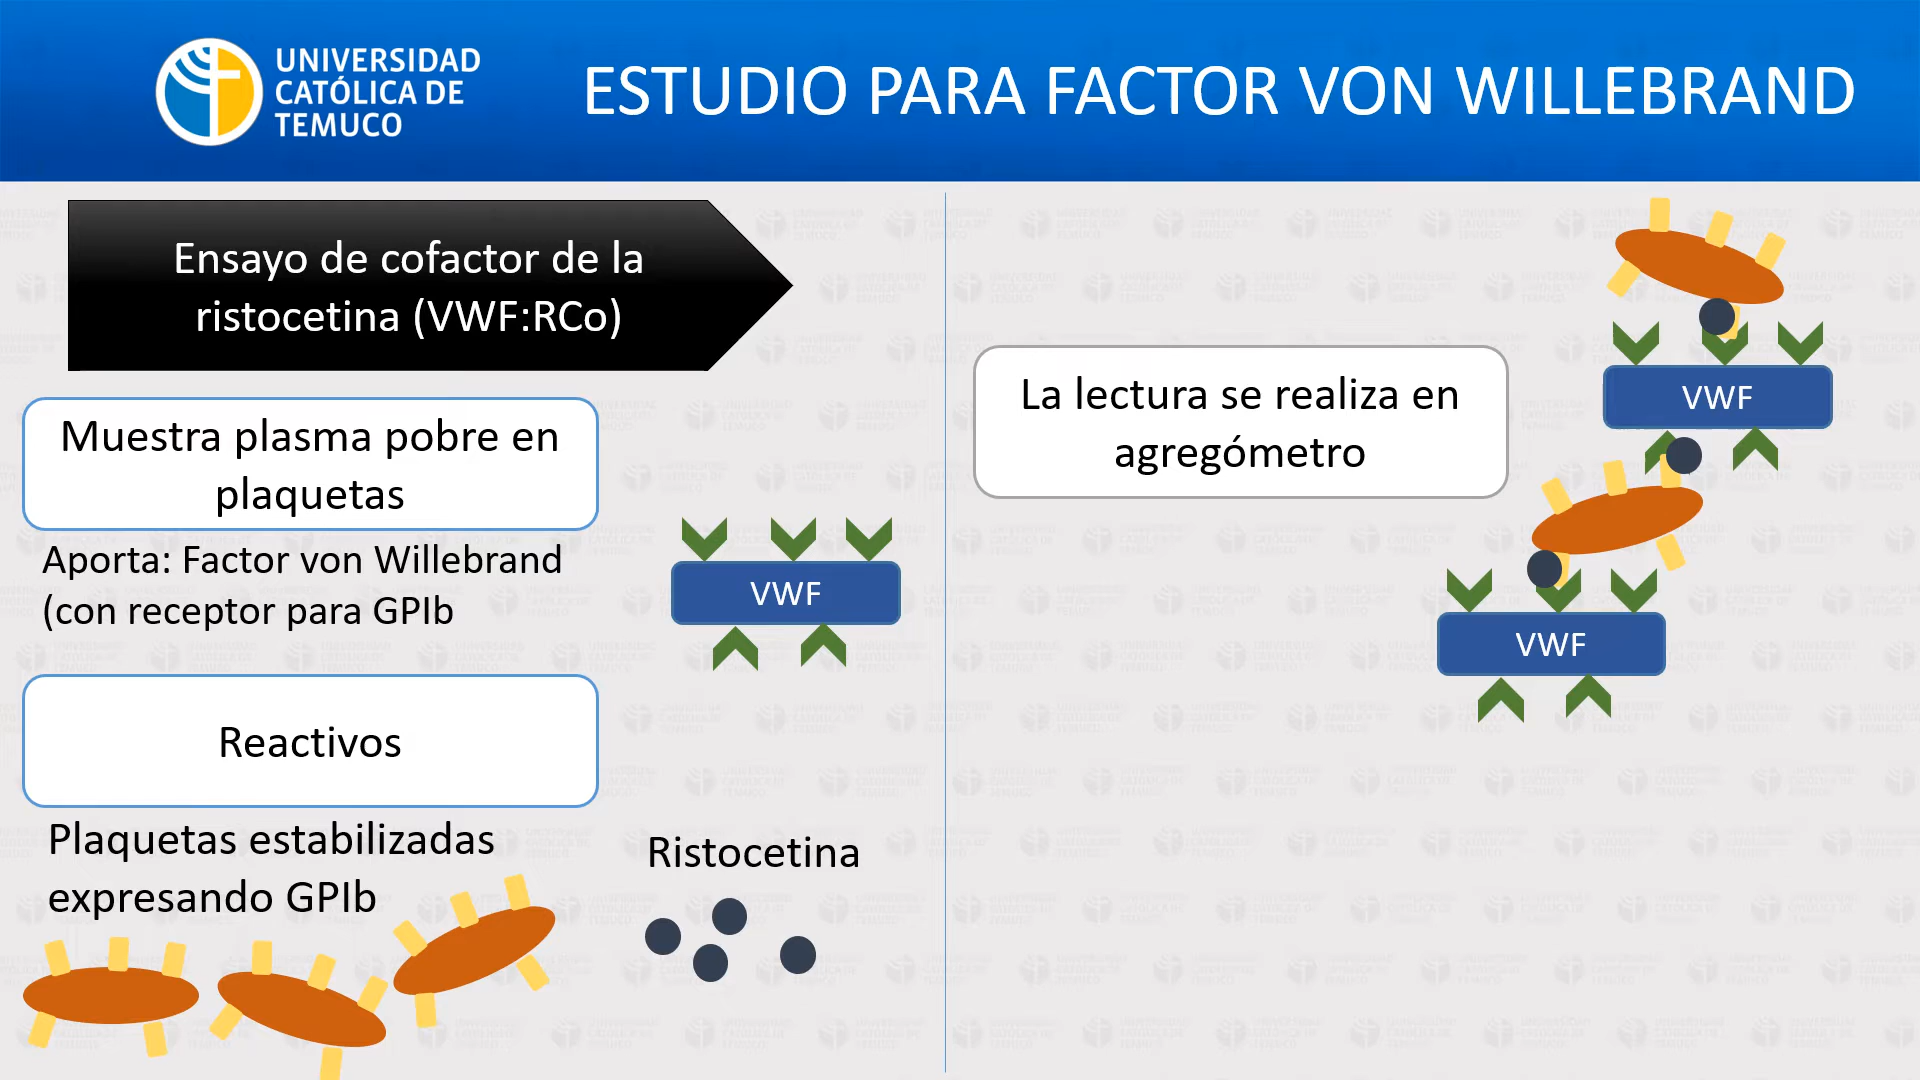 UNIVERSIDAD
CATÓLICA DE
TEMUCO
ESTUDIO PARA FACTOR VON WILLEBRAND
Ensayo de cofactor de la
ristocetina (VWF:RCo)
Muestra plasma pobre en
plaquetas
Aporta: Factor von Willebrand
(con receptor para GPIb
VWF
Reactivos
Plaquetas estabilizadas
expresando GPIb
Ristocetina
La lectura se realiza en
agregómetro
VWF
VWF